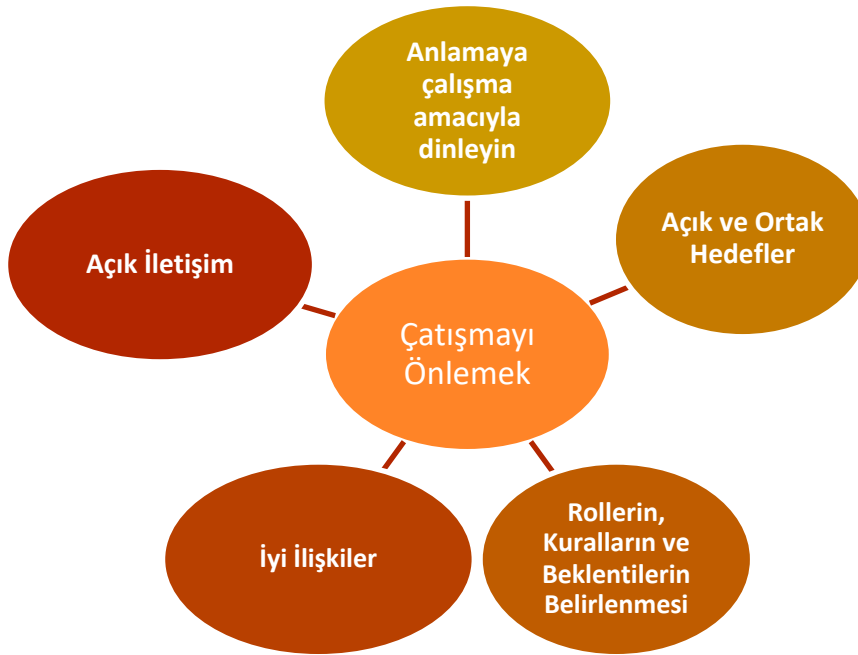 Anlamaya
çalışma
amacıyla
dinleyin
Açık ve Ortak
Hedefler
Açık İletişim
Çatışmayı
Önlemek
İyi İlişkiler
Rollerin,
Kuralların ve
Beklentilerin
Belirlenmesi